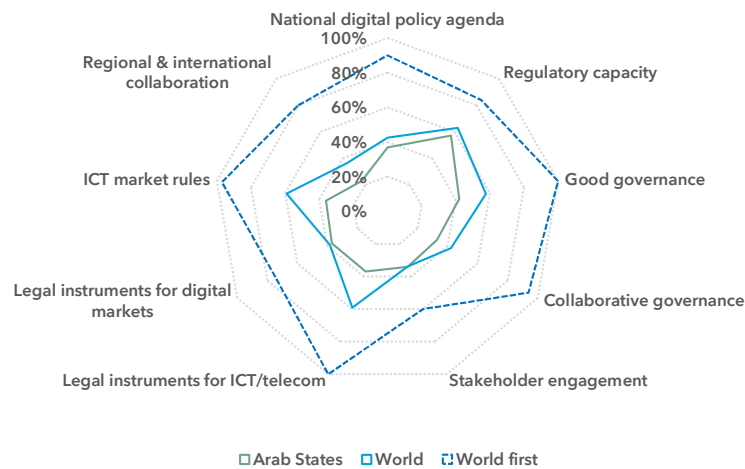 National digital policy agenda
100%
Regional & international
collaboration
Regulatory capacity
80%
60%
40%
20%
0%
ICT market rules
Good governance
Legal instruments for digital
markets
Collaborative governance
Legal instruments for ICT/telecom
Stakeholder engagement
Arab States
World
World first